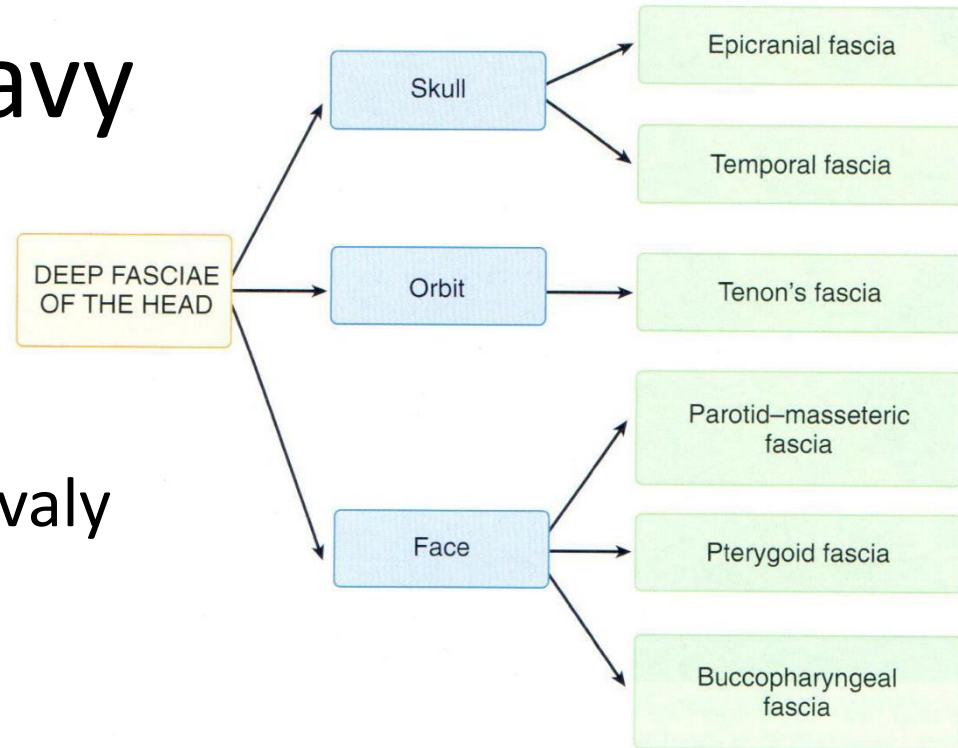 avy
valy
DEEP FASCIAE
OF THE HEAD
Skull
Orbit
Face
Epicranial fascia
Temporal fascia
Tenon's fascia
Parotid–masseteric
fascia
Pterygoid fascia
Buccopharyngeal
fascia